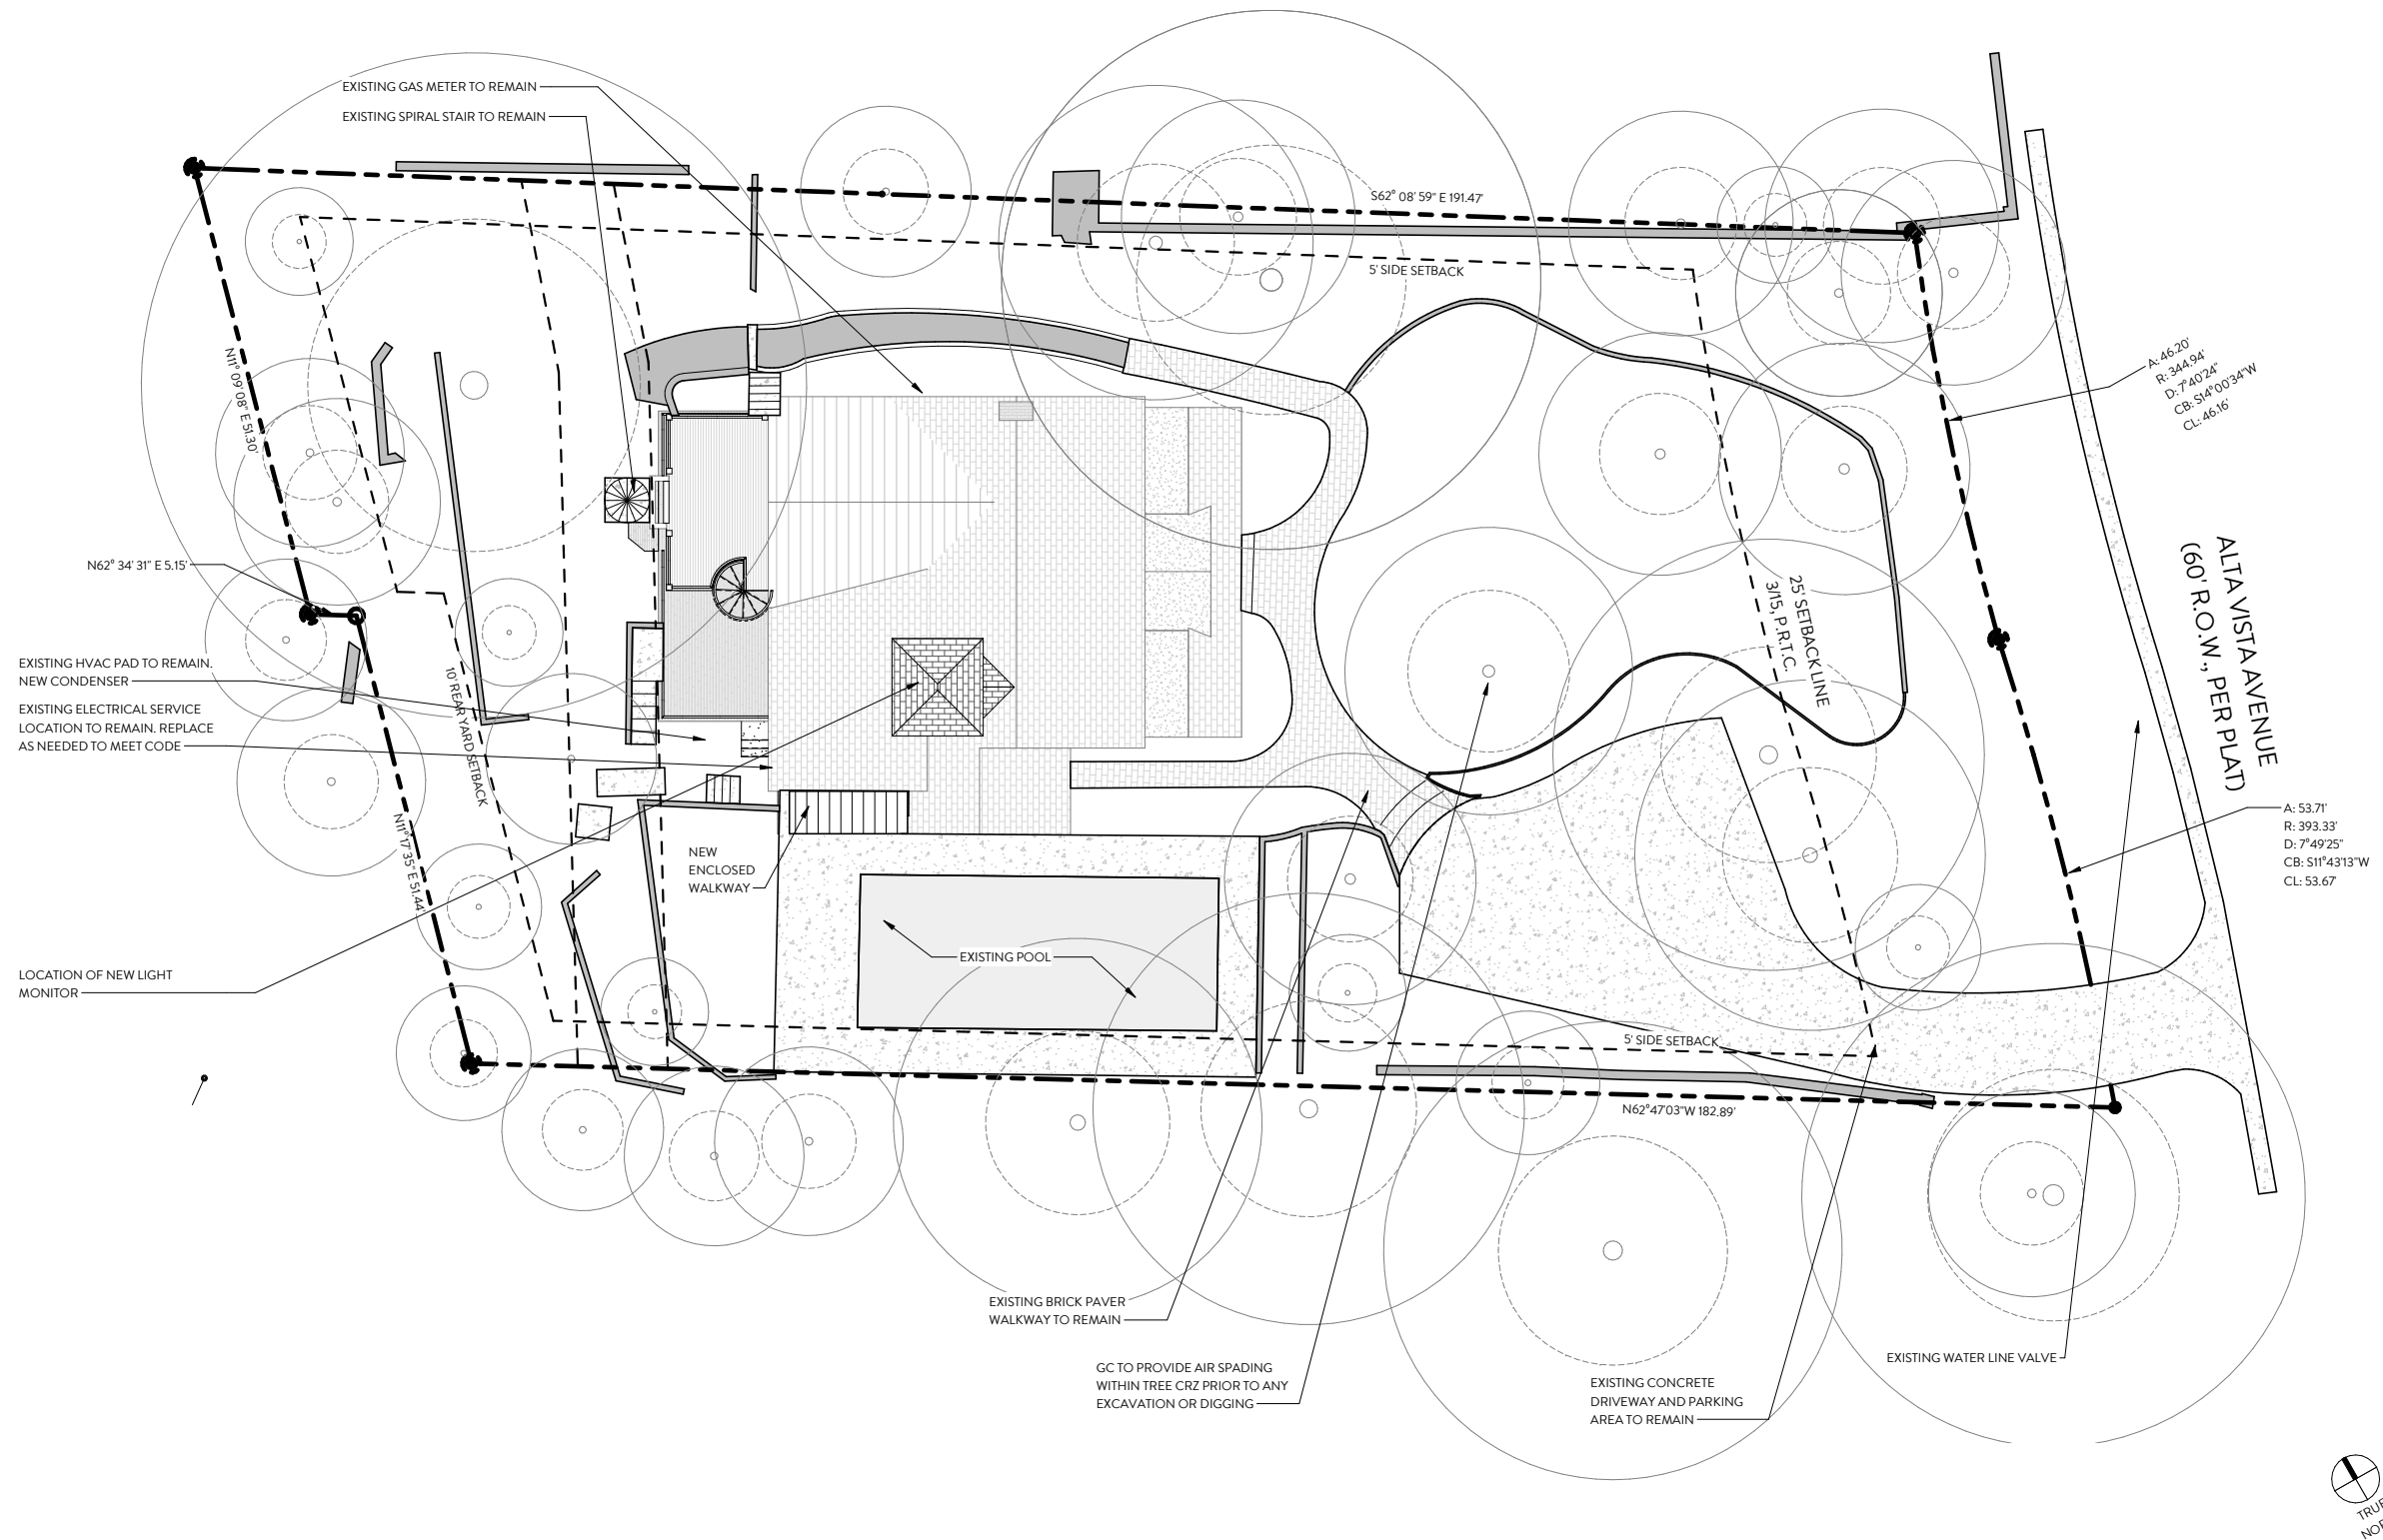 EXISTING GAS METER TO REMAIN
EXISTING SPIRAL STAIR TO REMAIN
S62° 08' 59" E 191.47'
5' SIDE SETBACK
N11° 09' 08" E 51.30'
A: 46.20'
R: 344.94'
D: 7°40'24"
CB: S14°00'34"W
CL: 46.16'
N62° 34' 31" E 5.15'
ALTA VISTA AVENUE
(60' R.O.W., PER PLAT)
25' SETBACK LINE
3/15, P.R.T.C.
EXISTING HVAC PAD TO REMAIN.
NEW CONDENSER
EXISTING ELECTRICAL SERVICE
LOCATION TO REMAIN. REPLACE
AS NEEDED TO MEET CODE
10' REAR YARD SETBACK
N11° 17' 35" E 51.44'
A: 53.71'
R: 393.33'
D: 7°49'25"
CB: S11°43'13"W
CL: 53.67'
NEW
ENCLOSED
WALKWAY
EXISTING POOL
LOCATION OF NEW LIGHT
MONITOR
5' SIDE SETBACK
N62°47'03"W 182.89'
EXISTING BRICK PAVER
WALKWAY TO REMAIN
GC TO PROVIDE AIR SPADING
WITHIN TREE CRZ PRIOR TO ANY
EXCAVATION OR DIGGING
EXISTING CONCRETE
DRIVEWAY AND PARKING
AREA TO REMAIN
EXISTING WATER LINE VALVE